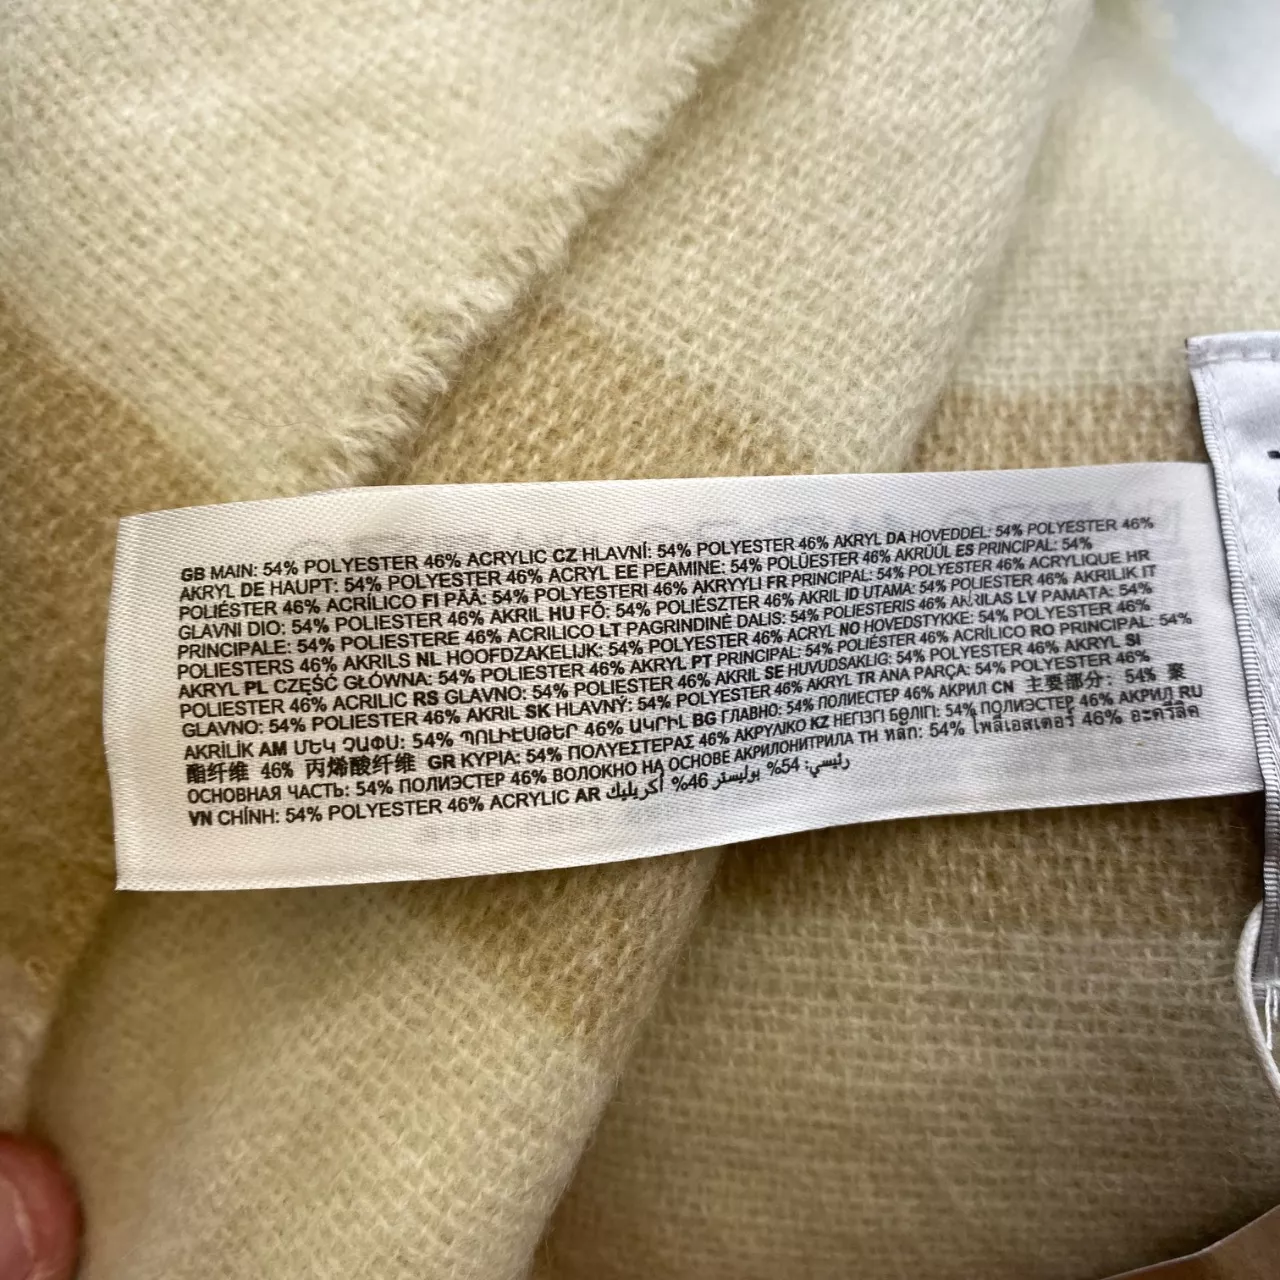 GB MAIN: 54% POLYESTER 46% ACRYLIC CZ HLAVNÍ: 54% POLYESTER 46% AKRYL DA HOVEDDEL: 54% POLYESTER 46%
AKRYL DE HAUPT: 54% POLYESTER 46% ACRYL EE PEAMINE: 54% POLÜESTER 46% AKRÜÜL ES PRINCIPAL: 54%
POLIÉSTER 46% ACRÍLICO FI PÄÄ: 54% POLYESTERI 46% AKRYYLI FR PRINCIPAL: 54% POLYESTER 46% ACRYLIQUE HR
GLAVNI DIO: 54% POLIESTER 46% AKRIL HU FŐ: 54% POLIÉSZTER 46% AKRIL ID UTAMA: 54% POLIESTER 46% AKRILIK IT
PRINCIPALE: 54% POLIESTERE 46% ACRILICO LT PAGRINDINĖ DALIS: 54% POLIESTERIS 46% AKRILAS LV PAMATA: 54%
POLIESTERS 46% AKRILS NL HOOFDZAKELIJK: 54% POLYESTER 46% ACRYL NO HOVEDSTYKKE: 54% POLYESTER 46%
AKRYL PL CZĘŚĆ GŁÓWNA: 54% POLIESTER 46% AKRYL PT PRINCIPAL: 54% POLIÉSTER 46% ACRÍLICO RO PRINCIPAL: 54%
POLIESTER 46% ACRILIC RS GLAVNO: 54% POLIESTER 46% AKRIL SE HUVUDSAKLIG: 54% POLYESTER 46% AKRYL SI
GLAVNO: 54% POLIESTER 46% AKRIL SK HLAVNÝ: 54% POLYESTER 46% AKRYL TR ANA PARÇA: 54% POLYESTER 46%
AKRİLİK AM ՄԵԿ ՉԱՓՍ: 54% ՊՈԼԻԷՍԹԵՐ 46% ԱԿՐԻԼ BG ГЛАВНО: 54% ПОЛИЕСТЕР 46% АКРИЛ CN 主要部分: 54% 聚
酯纤维 46% 丙烯酸纤维 GR ΚΥΡΙΑ: 54% ΠΟΛΥΕΣΤΕΡΑΣ 46% ΑΚΡΥΛΙΚΟ KZ НЕГІЗГІ БӨЛІГІ: 54% ПОЛИЭСТЕР 46% АКРИЛ RU
ОСНОВНАЯ ЧАСТЬ: 54% ПОЛИЭСТЕР 46% ВОЛОКНО НА ОСНОВЕ АКРИЛОНИТРИЛА TH หลัก: 54% โพลีเอสเตอร์ 46% อะคริลิค
VN CHÍNH: 54% POLYESTER 46% ACRYLIC AR رئيسي: 54% بوليستر 46% أكريليك